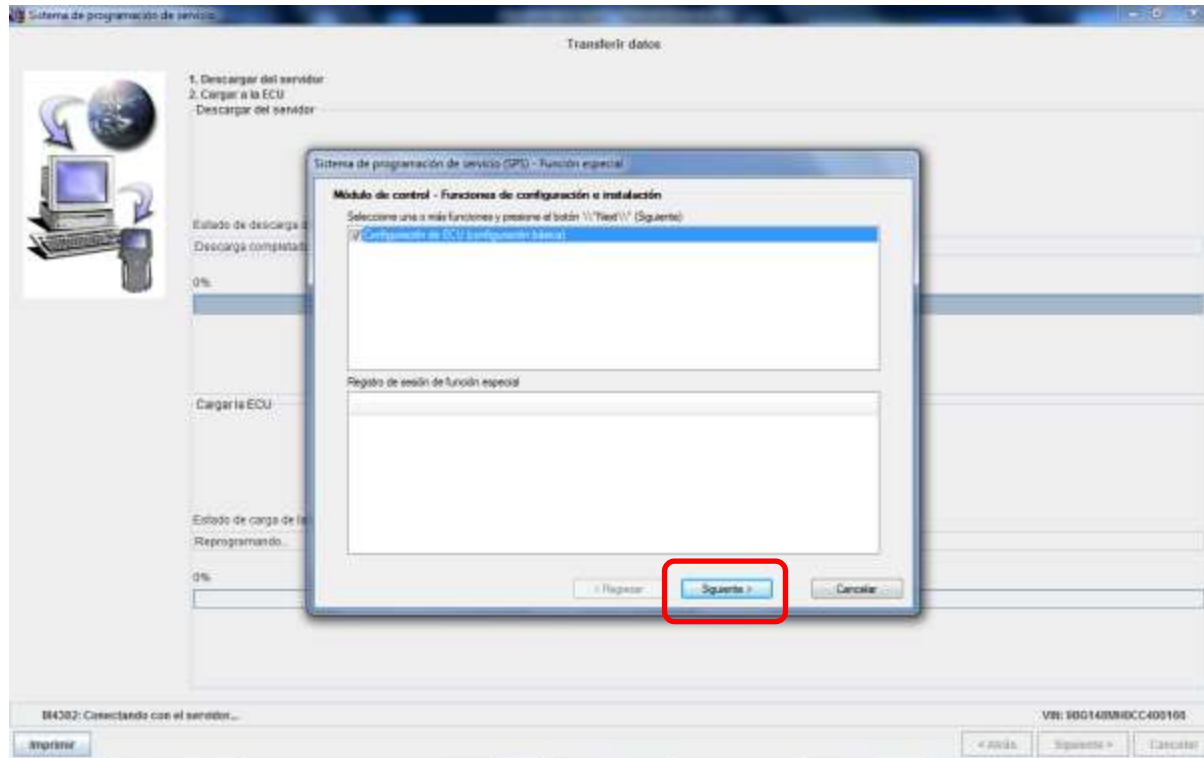 Sistema de programación de servicio
Transferir datos
1. Descargar del servidor
2. Cargar a la ECU
Descargar del servidor
Sistema de programación de servicio (SPS) - Función especial
Módulo de control - Funciones de configuración e instalación
Seleccione una o más funciones y presione el botón \\"Next\\" (Siguiente)
Configuración de ECU (configuración básica)
Estado de descarga
Descarga completad
0%
Registro de sesión de función especial
Cargar la ECU
Estado de carga de la
Reprogramando...
0%
< Regresar
Siguiente >
Cancelar
M4382: Conectando con el servidor...
VIN:
Imprimir
< Atrás
Siguiente >
Cancelar